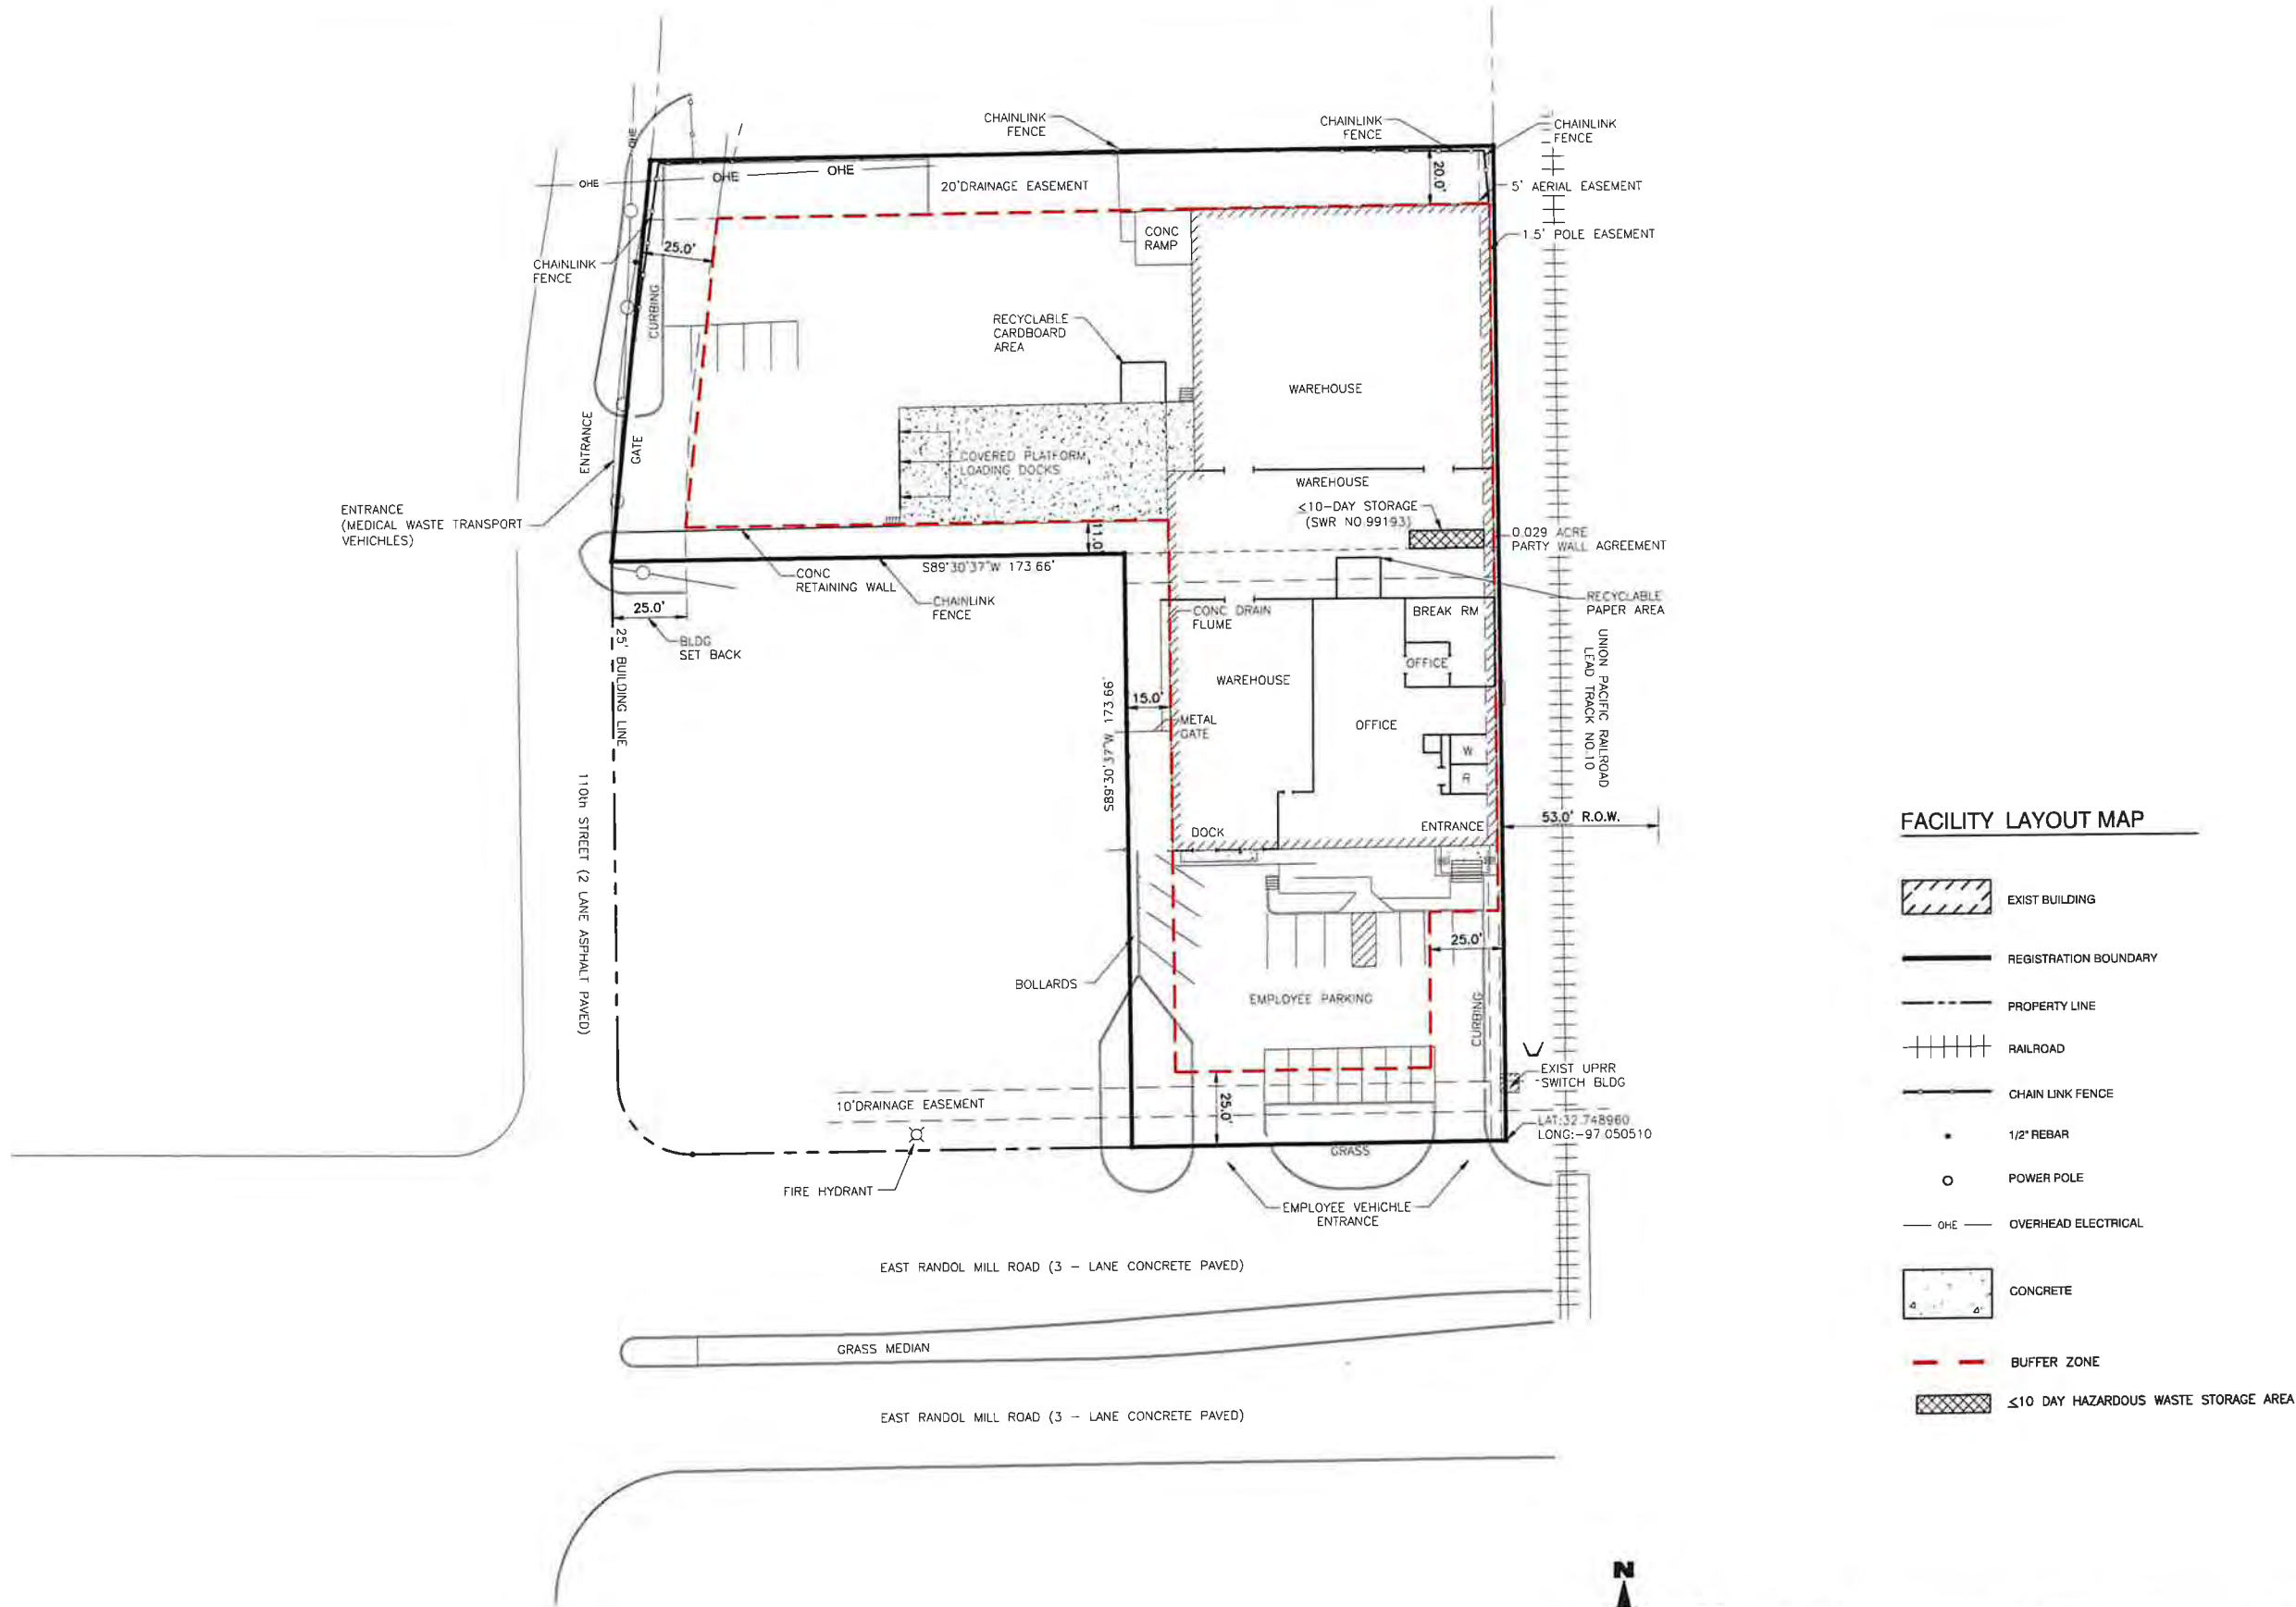 CHAINLINK
FENCE
CHAINLINK
FENCE
CHAINLINK
FENCE
OHE
OHE
OHE
OHE
20'DRAINAGE EASEMENT
20.0'
5' AERIAL EASEMENT
1.5' POLE EASEMENT
CONC
RAMP
25.0'
CHAINLINK
FENCE
CURBING
RECYCLABLE
CARDBOARD
AREA
WAREHOUSE
ENTRANCE
GATE
COVERED PLATFORM
LOADING DOCKS
WAREHOUSE
≤10-DAY STORAGE
(SWR NO.99193)
ENTRANCE
(MEDICAL WASTE TRANSPORT
VEHICHLES)
0.029 ACRE
PARTY WALL AGREEMENT
11.0'
S89°30'37"W 173.66'
CONC
RETAINING WALL
CHAINLINK
FENCE
25.0'
BLDG
SET BACK
25' BUILDING LINE
CONC DRAIN
FLUME
BREAK RM
RECYCLABLE
PAPER AREA
OFFICE
UNION PACIFIC RAILROAD
LEAD TRACK NO.10
WAREHOUSE
15.0'
S89°30'37"W 173.66'
METAL
GATE
OFFICE
W
R
110th STREET (2 LANE ASPHALT PAVED)
DOCK
ENTRANCE
53.0' R.O.W.
25.0'
BOLLARDS
EMPLOYEE PARKING
CURBING
EXIST UPRR
SWITCH BLDG
10'DRAINAGE EASEMENT
25.0'
LAT:32.748960
LONG:-97.050510
GRASS
FIRE HYDRANT
EMPLOYEE VEHICHLE
ENTRANCE
EAST RANDOL MILL ROAD (3 - LANE CONCRETE PAVED)
GRASS MEDIAN
EAST RANDOL MILL ROAD (3 - LANE CONCRETE PAVED)
FACILITY LAYOUT MAP
EXIST BUILDING
REGISTRATION BOUNDARY
PROPERTY LINE
RAILROAD
CHAIN LINK FENCE
1/2" REBAR
POWER POLE
OHE
OVERHEAD ELECTRICAL
CONCRETE
BUFFER ZONE
≤10 DAY HAZARDOUS WASTE STORAGE AREA
N